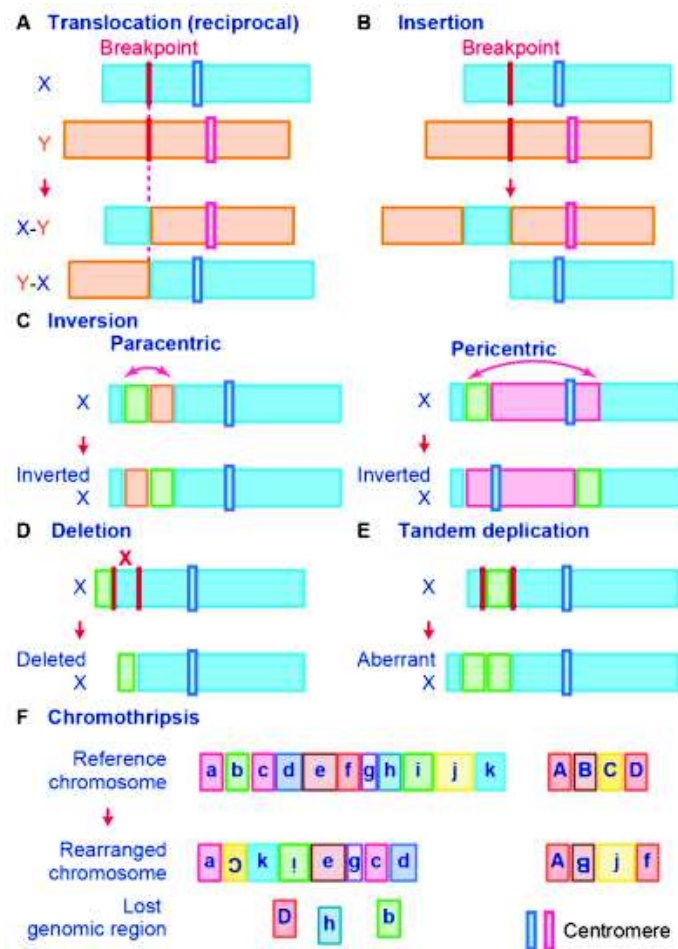 A Translocation (reciprocal)
Breakpoint
X
Y
X-Y
Y-X
B Insertion
Breakpoint
C Inversion
Paracentric
X
Inverted
X
Pericentric
X
Inverted
X
D Deletion
X
X
Deleted
X
E Tandem deplication
X
Aberrant
X
F Chromothripsis
Reference
chromosome
a b c d e f g h i j k
A B C D
Rearranged
chromosome
a C k i e g c d
A B j f
Lost
genomic region
D h b
Centromere